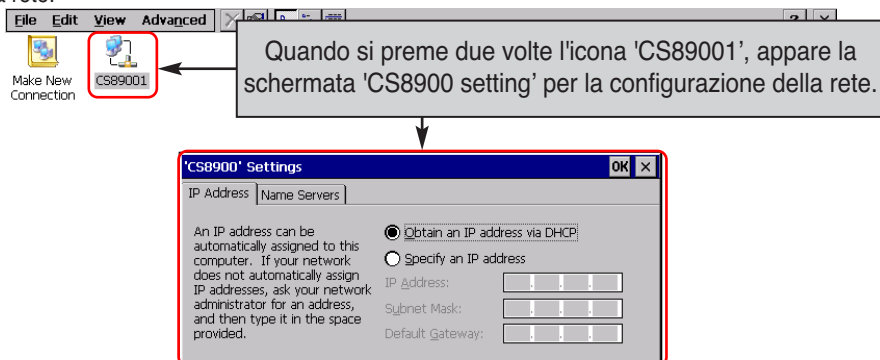 File Edit View Advanced
? ×
Make New
Connection
CS89001
Quando si preme due volte l'icona 'CS89001’, appare la
schermata 'CS8900 setting’ per la configurazione della rete.
'CS8900' Settings OK ×
IP Address Name Servers
An IP address can be
automatically assigned to this
computer. If your network
does not automatically assign
IP addresses, ask your network
administrator for an address,
and then type it in the space
provided.
Obtain an IP address via DHCP
Specify an IP address
IP Address:
Subnet Mask:
Default Gateway: